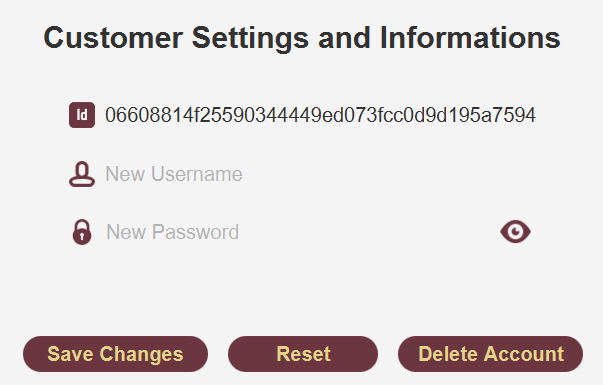 Customer Settings and Informations
Id 06608814f25590344449ed073fcc0d9d195a7594
New Username
New Password
Save Changes Reset Delete Account